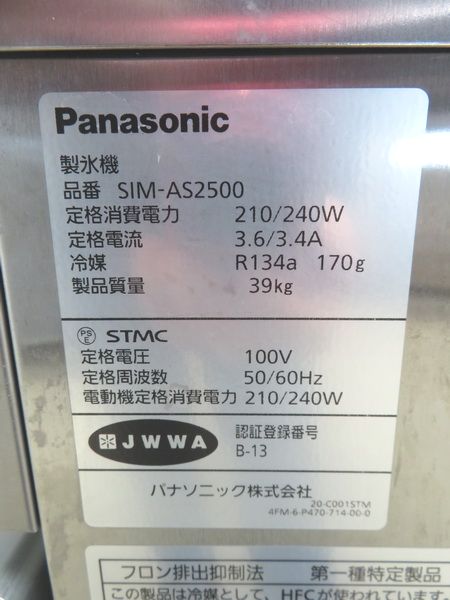 Panasonic
製氷機
品番 SIM-AS2500
定格消費電力 210/240W
定格電流 3.6/3.4A
冷媒 R134a 170g
製品質量 39kg
PS E STMC
定格電圧 100V
定格周波数 50/60Hz
電動機定格消費電力 210/240W
JWWA 認証登録番号
B-13
パナソニック株式会社
20-C001STM
4FM-6-P470-714-00-0
フロン排出抑制法 第一種特定製品
この製品は冷媒として、HFCが使われています。